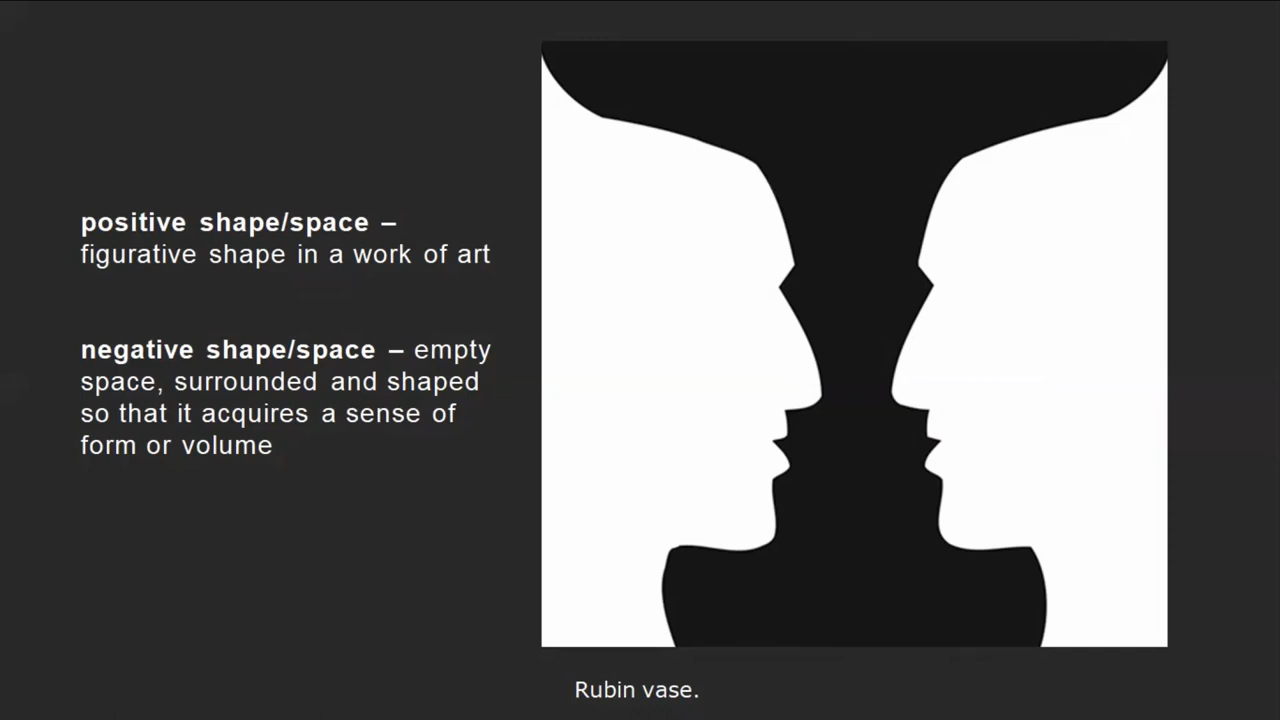 positive shape/space –
figurative shape in a work of art
negative shape/space – empty
space, surrounded and shaped
so that it acquires a sense of
form or volume
Rubin vase.